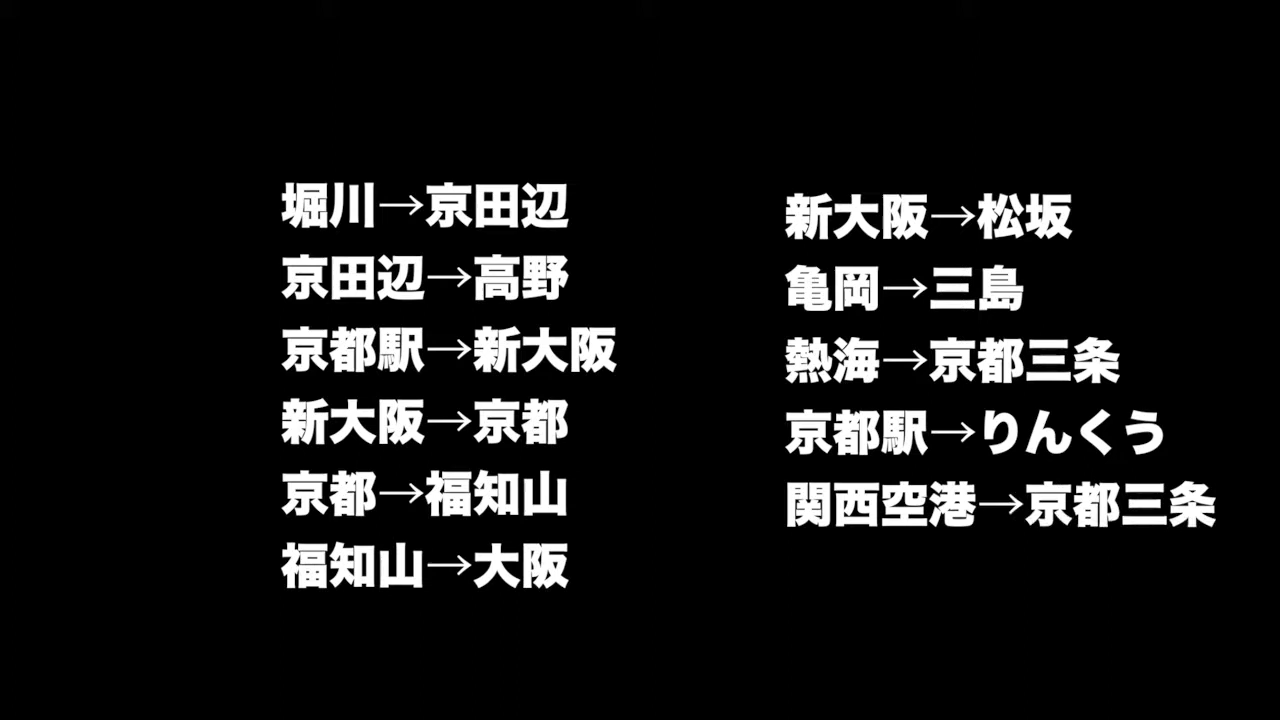 堀川→京田辺
京田辺→高野
京都駅→新大阪
新大阪→京都
京都→福知山
福知山→大阪
新大阪→松坂
亀岡→三島
熱海→京都三条
京都駅→りんくう
関西空港→京都三条